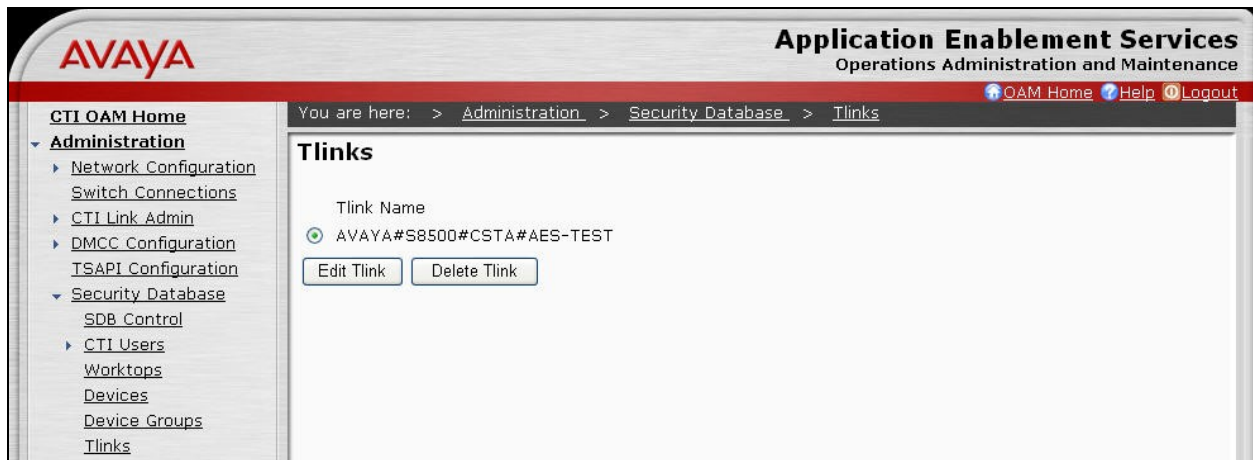 AVAYA
Application Enablement Services
Operations Administration and Maintenance
OAM Home Help Logout
CTI OAM Home
Administration
Network Configuration
Switch Connections
CTI Link Admin
DMCC Configuration
TSAPI Configuration
Security Database
SDB Control
CTI Users
Worktops
Devices
Device Groups
Tlinks
You are here: > Administration > Security Database > Tlinks
Tlinks
Tlink Name
AVAYA#S8500#CSTA#AES-TEST
Edit Tlink Delete Tlink